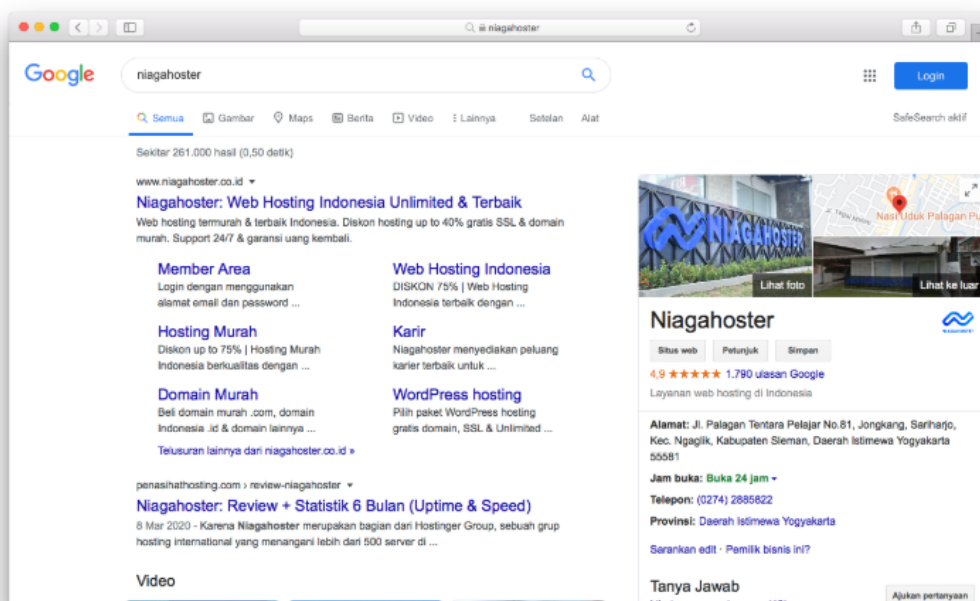 niagahoster
Google
niagahoster
Login
Semua
Gambar
Maps
Berita
Video
Lainnya
Setelan
Alat
SafeSearch aktif
Sekitar 261.000 hasil (0,50 detik)
www.niagahoster.co.id
Niagahoster: Web Hosting Indonesia Unlimited & Terbaik
Web hosting termurah & terbaik Indonesia. Diskon hosting up to 40% gratis SSL & domain
murah. Support 24/7 & garansi uang kembali.
Member Area
Login dengan menggunakan
alamat email dan password ...
Web Hosting Indonesia
DISKON 75% | Web Hosting
Indonesia terbaik dengan ...
Hosting Murah
Diskon up to 75% | Hosting Murah
Indonesia berkualitas dengan ...
Karir
Niagahoster menyediakan peluang
karier terbaik untuk ...
Domain Murah
Beli domain murah .com, domain
Indonesia .id & domain lainnya ...
WordPress hosting
Pilih paket WordPress hosting
gratis domain, SSL & Unlimited ...
Telusuran lainnya dari niagahoster.co.id »
penasihathosting.com › review-niagahoster
Niagahoster: Review + Statistik 6 Bulan (Uptime & Speed)
8 Mar 2020 - Karena Niagahoster merupakan bagian dari Hostinger Group, sebuah grup
hosting international yang menangani lebih dari 500 server di ...
Video
NIAGAHOSTER
Nasi Uduk Palagan Pu
Lihat foto
Lihat ke luar
Niagahoster
Situs web
Petunjuk
Simpan
4,9 ★★★★★ 1.790 ulasan Google
Layanan web hosting di Indonesia
Alamat: Jl. Palagan Tentara Pelajar No.81, Jongkang, Sariharjo,
Kec. Ngaglik, Kabupaten Sleman, Daerah Istimewa Yogyakarta
55581
Jam buka: Buka 24 jam
Telepon: (0274) 2885822
Provinsi: Daerah Istimewa Yogyakarta
Sarankan edit · Pemilik bisnis ini?
Tanya Jawab
Ajukan pertanyaan